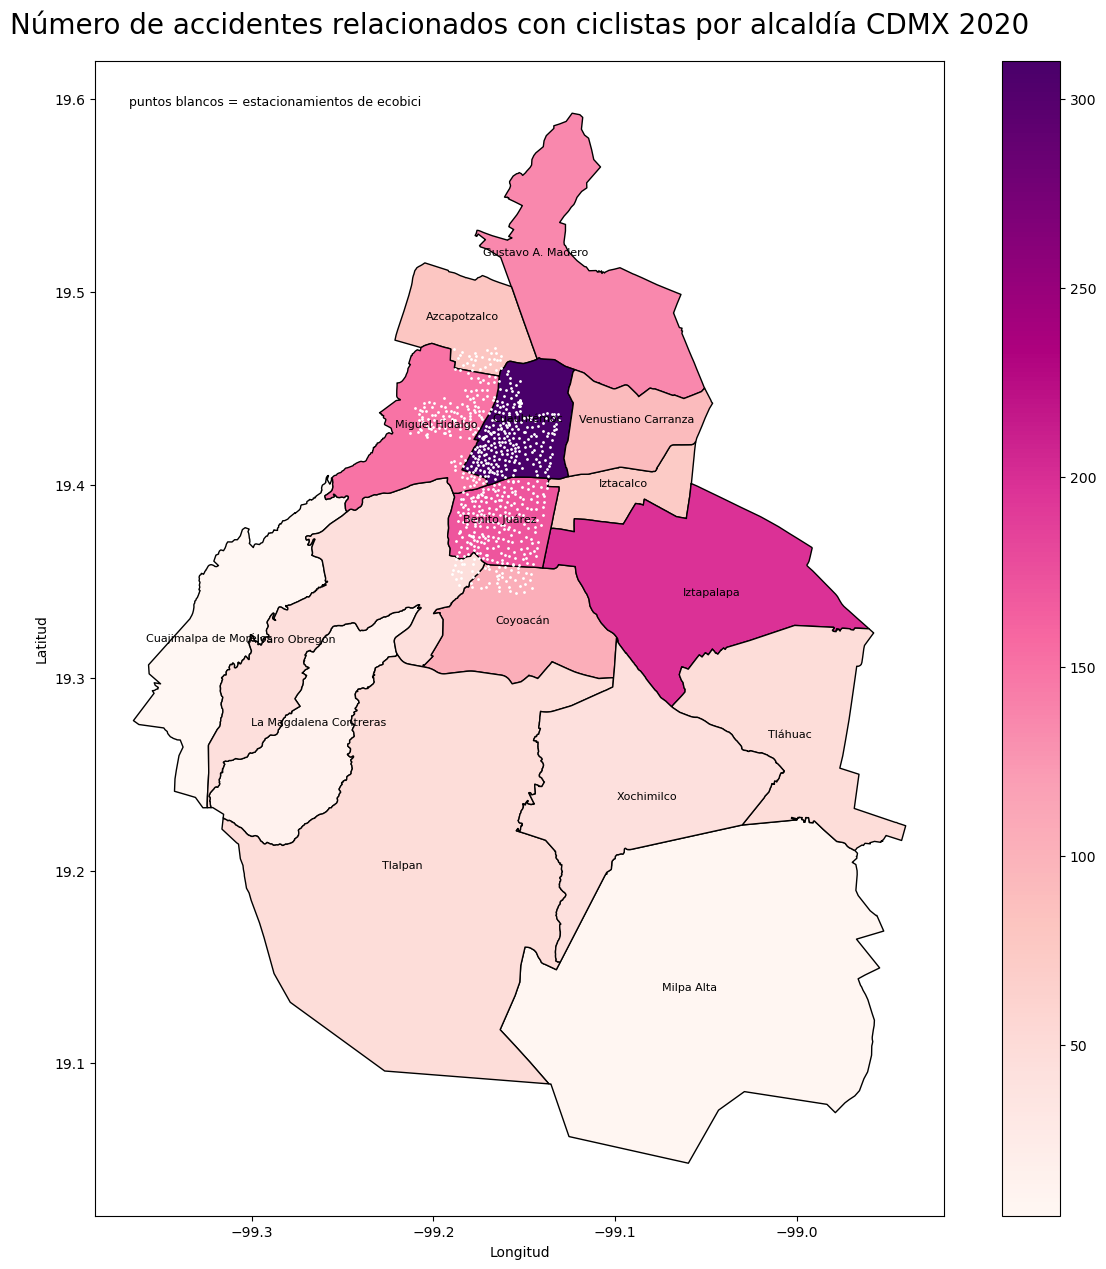 Número de accidentes relacionados con ciclistas por alcaldía CDMX 2020
puntos blancos = estacionamientos de ecobici
19.6
19.5
19.4
19.3
19.2
19.1
Latitud
Gustavo A. Madero
Azcapotzalco
Miguel Hidalgo
Venustiano Carranza
Iztacalco
Benito Juárez
Iztapalapa
Coyoacán
Cuajimalpa de Morelos
Álvaro Obregón
La Magdalena Contreras
Tláhuac
Xochimilco
Tlalpan
Milpa Alta
−99.3
−99.2
−99.1
−99.0
Longitud
300
250
200
150
100
50